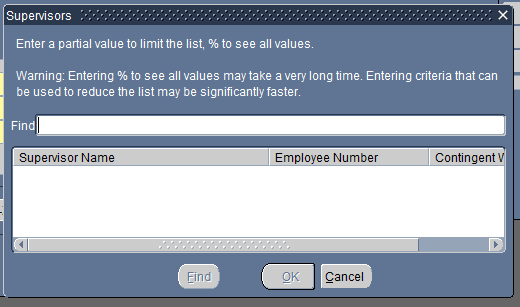 Supervisors
Enter a partial value to limit the list, % to see all values.
Warning: Entering % to see all values may take a very long time. Entering criteria that can
be used to reduce the list may be significantly faster.
Find
Supervisor Name Employee Number Contingent W
Find OK Cancel